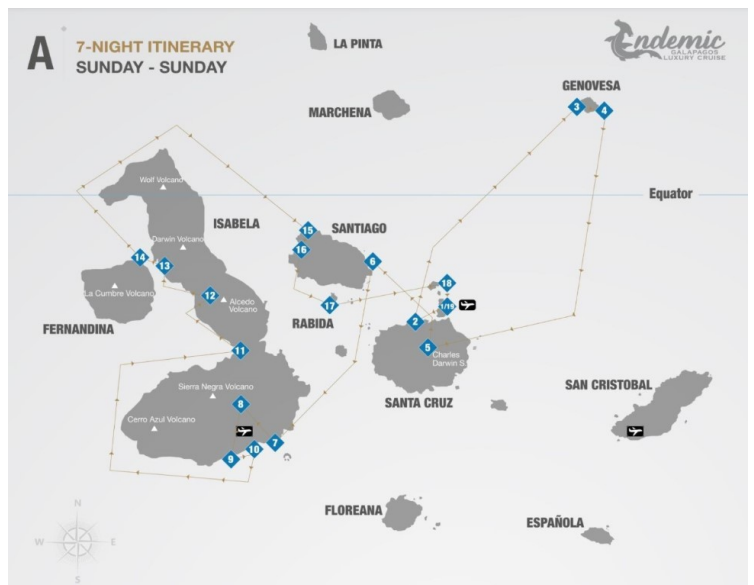 A
7-NIGHT ITINERARY
SUNDAY - SUNDAY
LA PINTA
Endemic
GALAPAGOS
LUXURY CRUISE
MARCHENA
GENOVESA
3
4
Equator
Wolf Volcano
ISABELA
Darwin Volcano
15
SANTIAGO
16
6
14
13
La Cumbre Volcano
12
Alcedo
Volcano
18
17
1/19
FERNANDINA
RABIDA
2
5
Charles
Darwin S.
11
Sierra Negra Volcano
8
SANTA CRUZ
SAN CRISTOBAL
Cerro Azul Volcano
7
10
9
FLOREANA
ESPAÑOLA
N
W
E
S